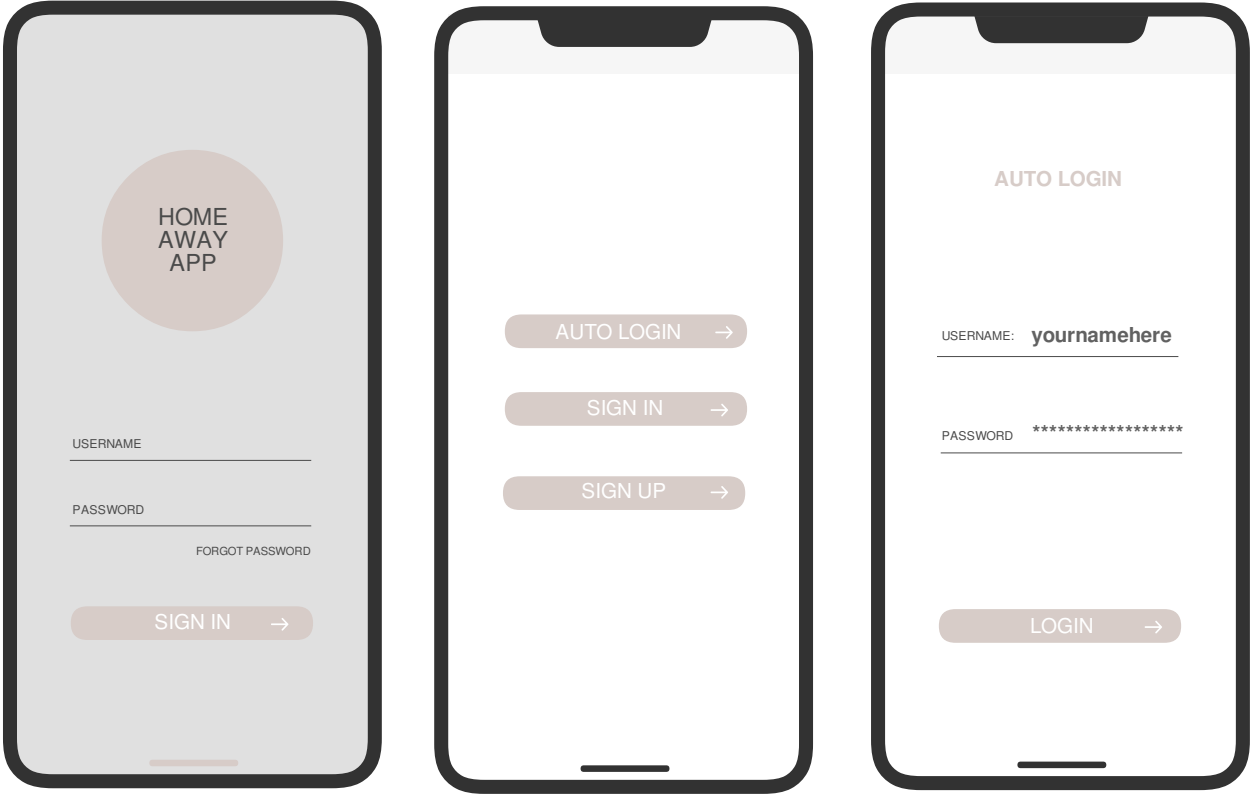 HOME
AWAY
APP
USERNAME
PASSWORD
FORGOT PASSWORD
SIGN IN
AUTO LOGIN
SIGN IN
SIGN UP
AUTO LOGIN
USERNAME: yournamehere
PASSWORD ******************
LOGIN